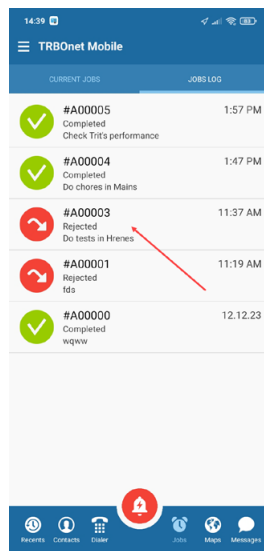 14:39
TRBOnet Mobile
CURRENT JOBS JOBS LOG
#A00005 1:57 PM
Completed
Check Trit's performance
#A00004 1:47 PM
Completed
Do chores in Mains
#A00003 11:37 AM
Rejected
Do tests in Hrenes
#A00001 11:19 AM
Rejected
fds
#A00000 12.12.23
Completed
wqww
Recents Contacts Dialer Jobs Maps Messages